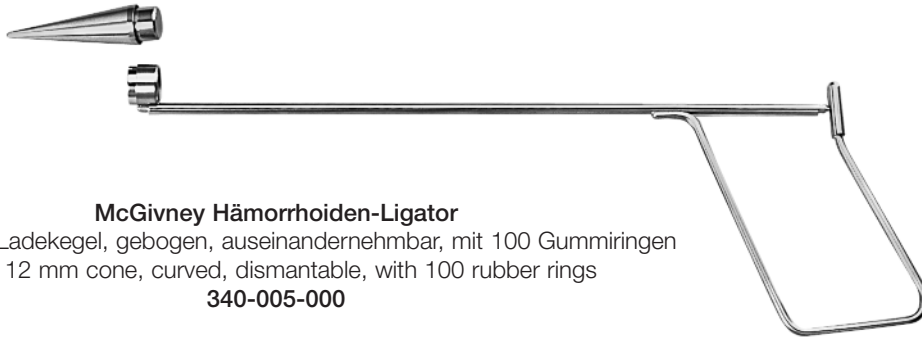 McGivney Hämorrhoiden-Ligator
Ladekegel, gebogen, auseinandernehmbar, mit 100 Gummiringen
12 mm cone, curved, dismantable, with 100 rubber rings
340-005-000